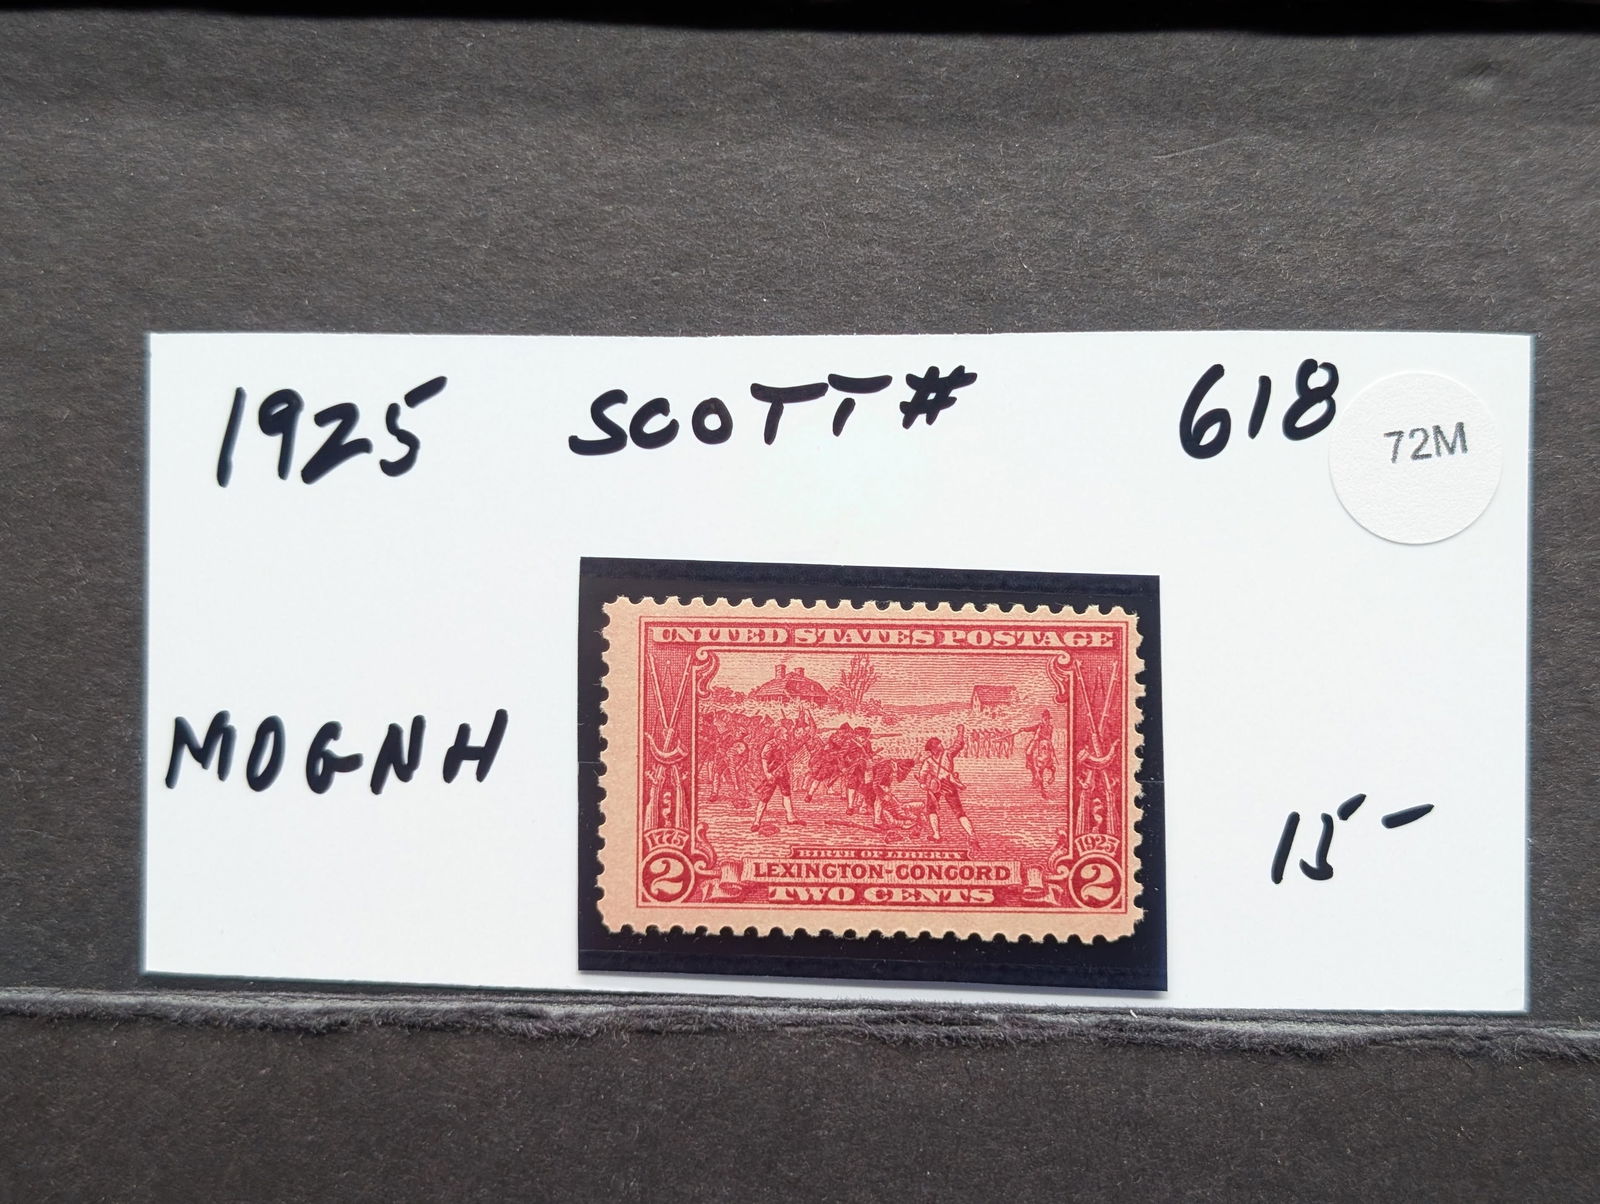 1925 SCOTT # 618
72M
MOGNH
15-
UNITED STATES POSTAGE
1775
1925
BIRTH OF LIBERTY
2 LEXINGTON-CONCORD 2
TWO CENTS